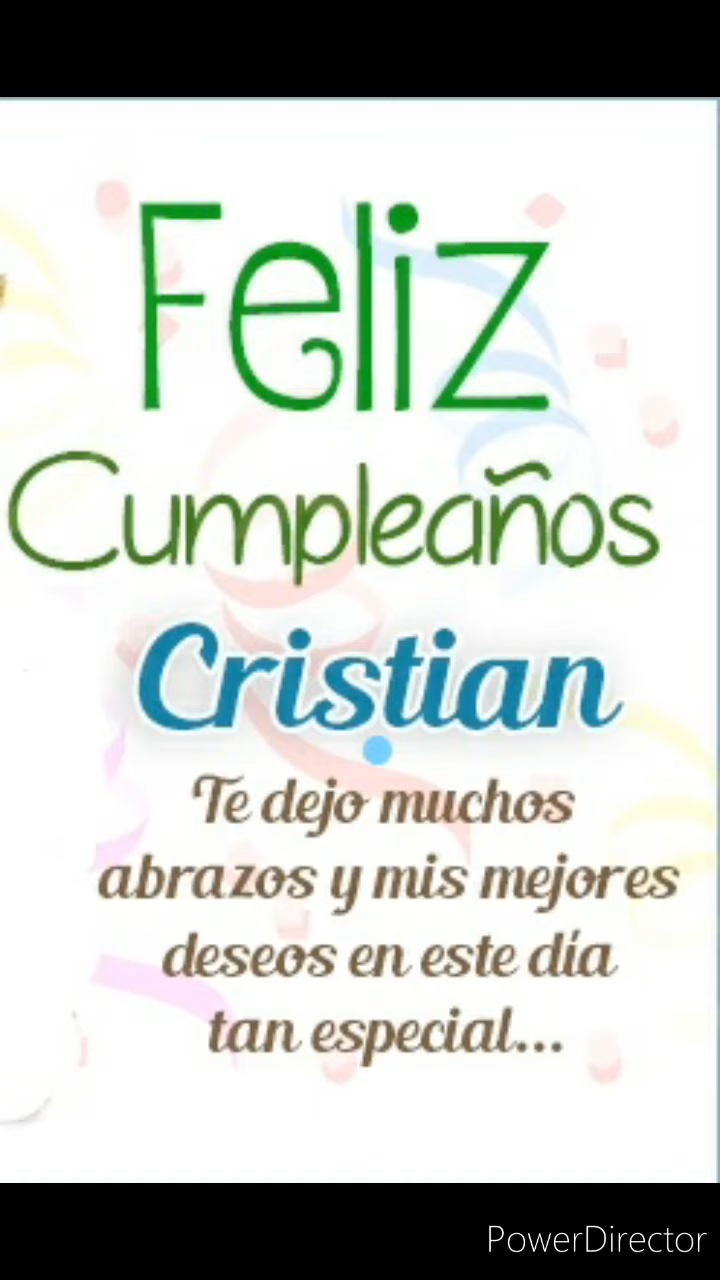 Feliz
Cumpleaños
Cristian
Te dejo muchos
abrazos y mis mejores
deseos en este día
tan especial...
PowerDirector